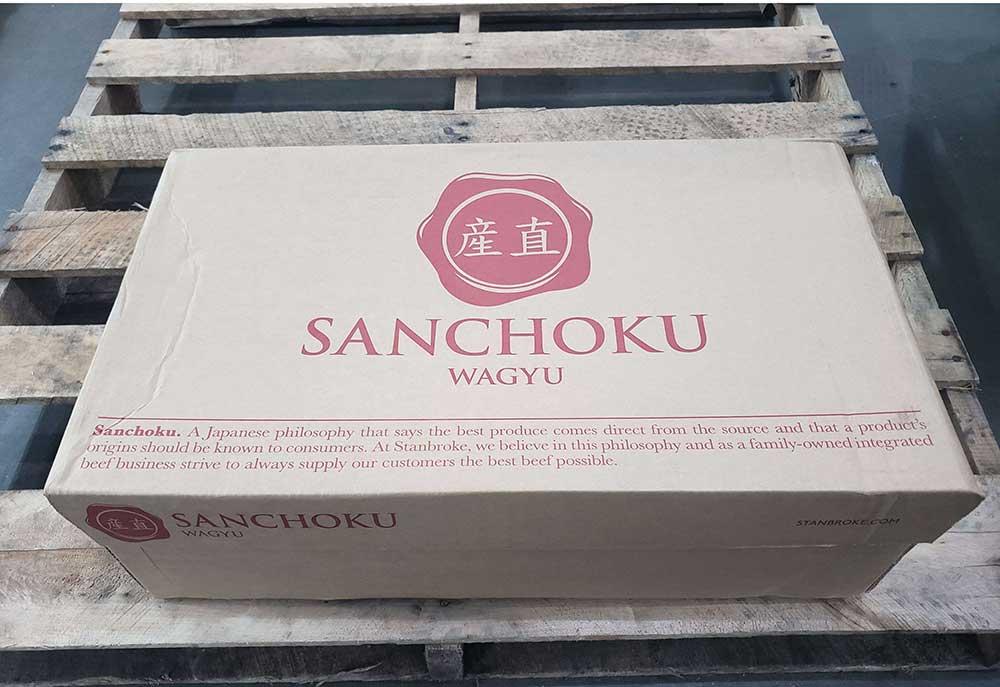 産直
SANCHOKU
WAGYU
Sanchoku. A Japanese philosophy that says the best produce comes direct from the source and that a product's
origins should be known to consumers. At Stanbroke, we believe in this philosophy and as a family-owned integrated
beef business strive to always supply our customers the best beef possible.
産直 SANCHOKU
WAGYU
STANBROKE.COM